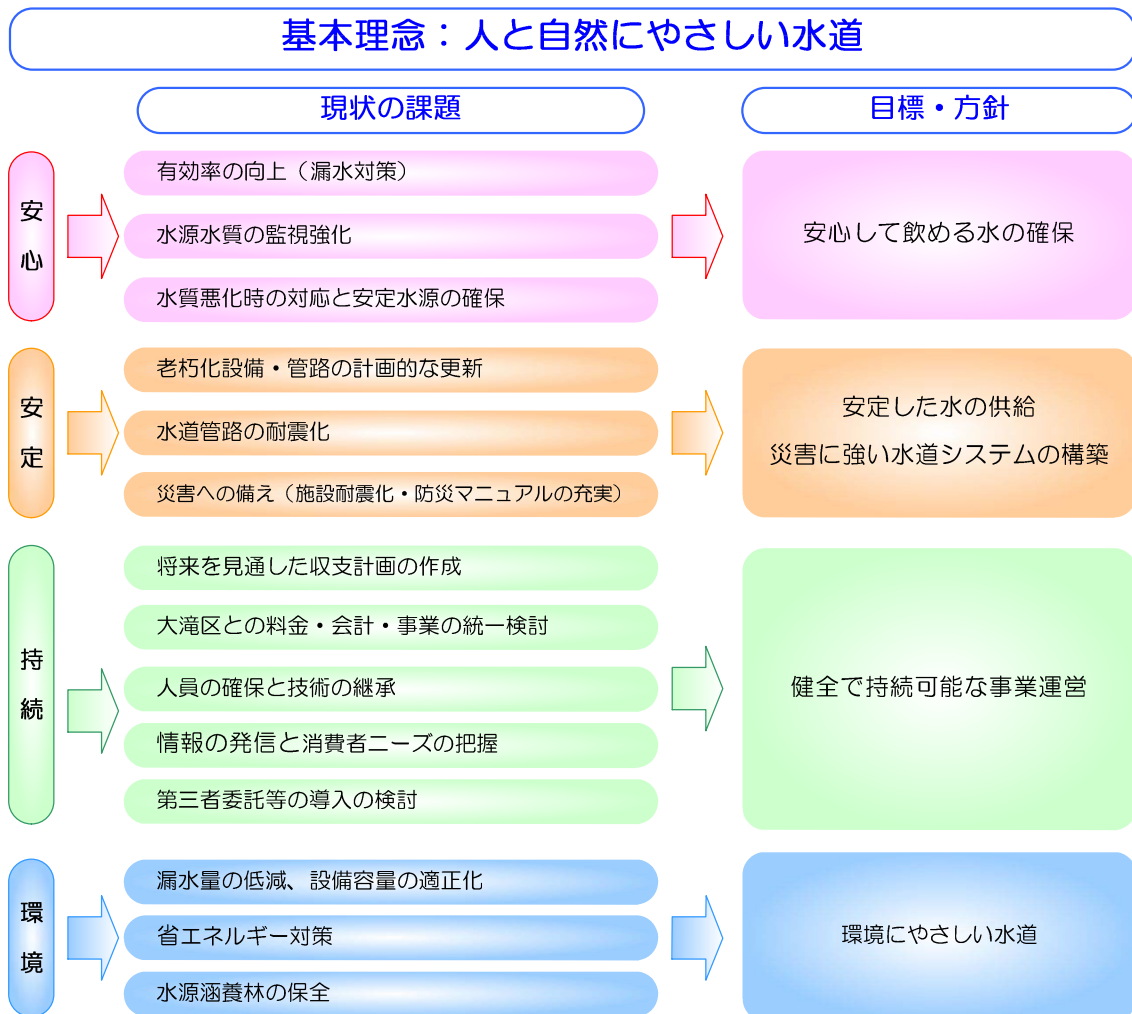 基本理念：人と自然にやさしい水道
現状の課題
目標・方針
安心
有効率の向上（漏水対策）
水源水質の監視強化
水質悪化時の対応と安定水源の確保
安心して飲める水の確保
安定
老朽化設備・管路の計画的な更新
水道管路の耐震化
災害への備え（施設耐震化・防災マニュアルの充実）
安定した水の供給
災害に強い水道システムの構築
持続
将来を見通した収支計画の作成
大滝区との料金・会計・事業の統一検討
人員の確保と技術の継承
情報の発信と消費者ニーズの把握
第三者委託等の導入の検討
健全で持続可能な事業運営
環境
漏水量の低減、設備容量の適正化
省エネルギー対策
水源涵養林の保全
環境にやさしい水道